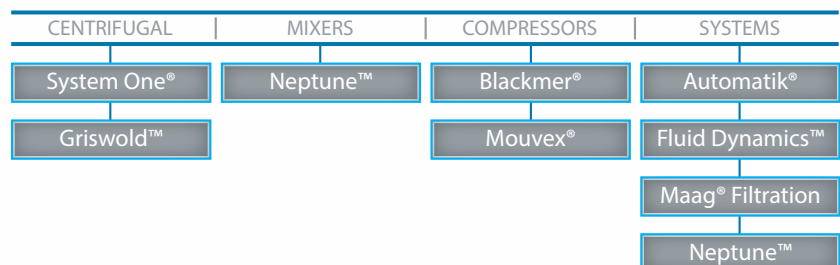 CENTRIFUGAL | MIXERS | COMPRESSORS | SYSTEMS
System One® Neptune™ Blackmer® Automatik®
Griswold™ Mouvex® Fluid Dynamics™
Maag® Filtration
Neptune™